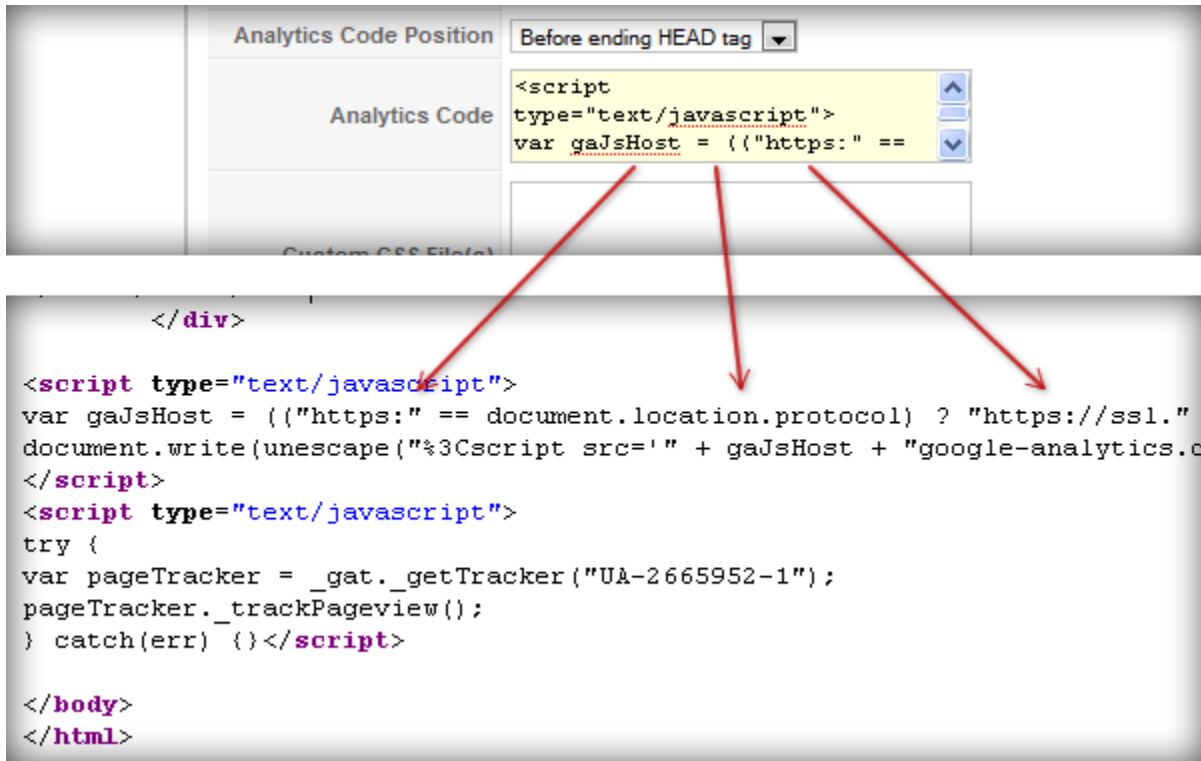 Analytics Code Position Before ending HEAD tag
Analytics Code
<script
type="text/javascript">
var gaJsHost = (("https:" ==
Custom CSS File(s)
</div>
<script type="text/javascript">
var gaJsHost = (("https:" == document.location.protocol) ? "https://ssl."
document.write(unescape("%3Cscript src='" + gaJsHost + "google-analytics.
</script>
<script type="text/javascript">
try {
var pageTracker = _gat._getTracker("UA-2665952-1");
pageTracker._trackPageview();
} catch(err) {}</script>
</body>
</html>